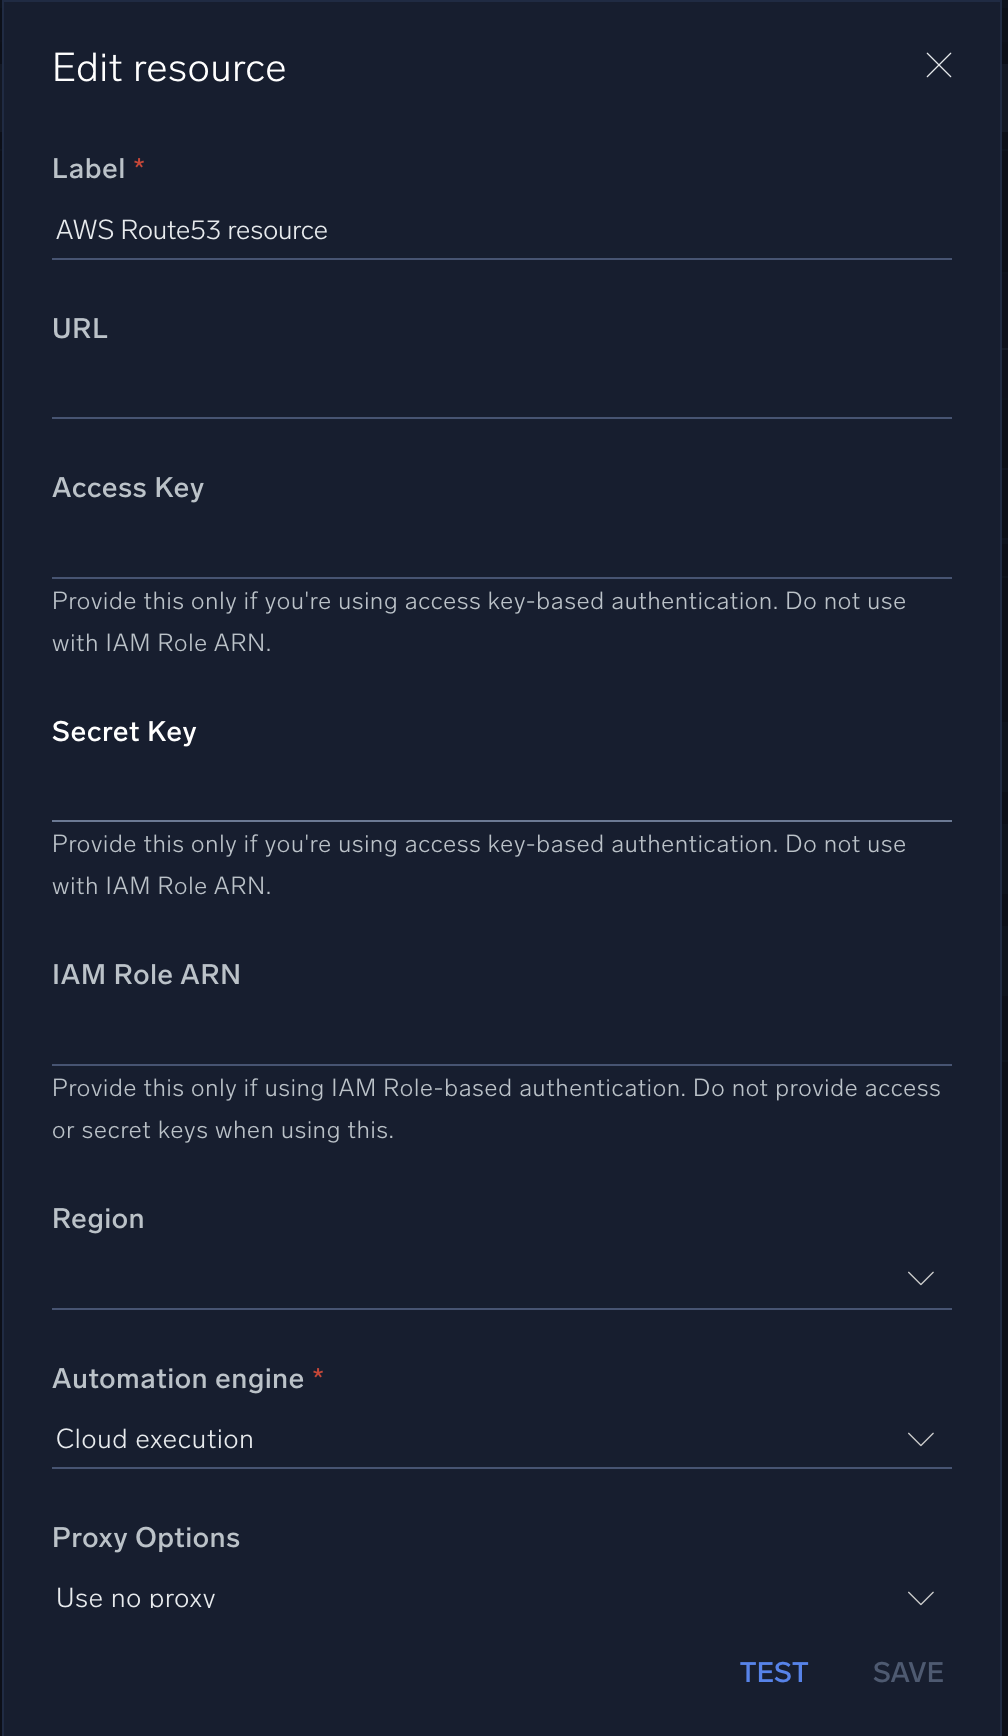 Edit resource
Label *
AWS Route53 resource
URL
Access Key
Provide this only if you're using access key-based authentication. Do not use
with IAM Role ARN.
Secret Key
Provide this only if you're using access key-based authentication. Do not use
with IAM Role ARN.
IAM Role ARN
Provide this only if using IAM Role-based authentication. Do not provide access
or secret keys when using this.
Region
Automation engine *
Cloud execution
Proxy Options
Use no proxy
TEST SAVE